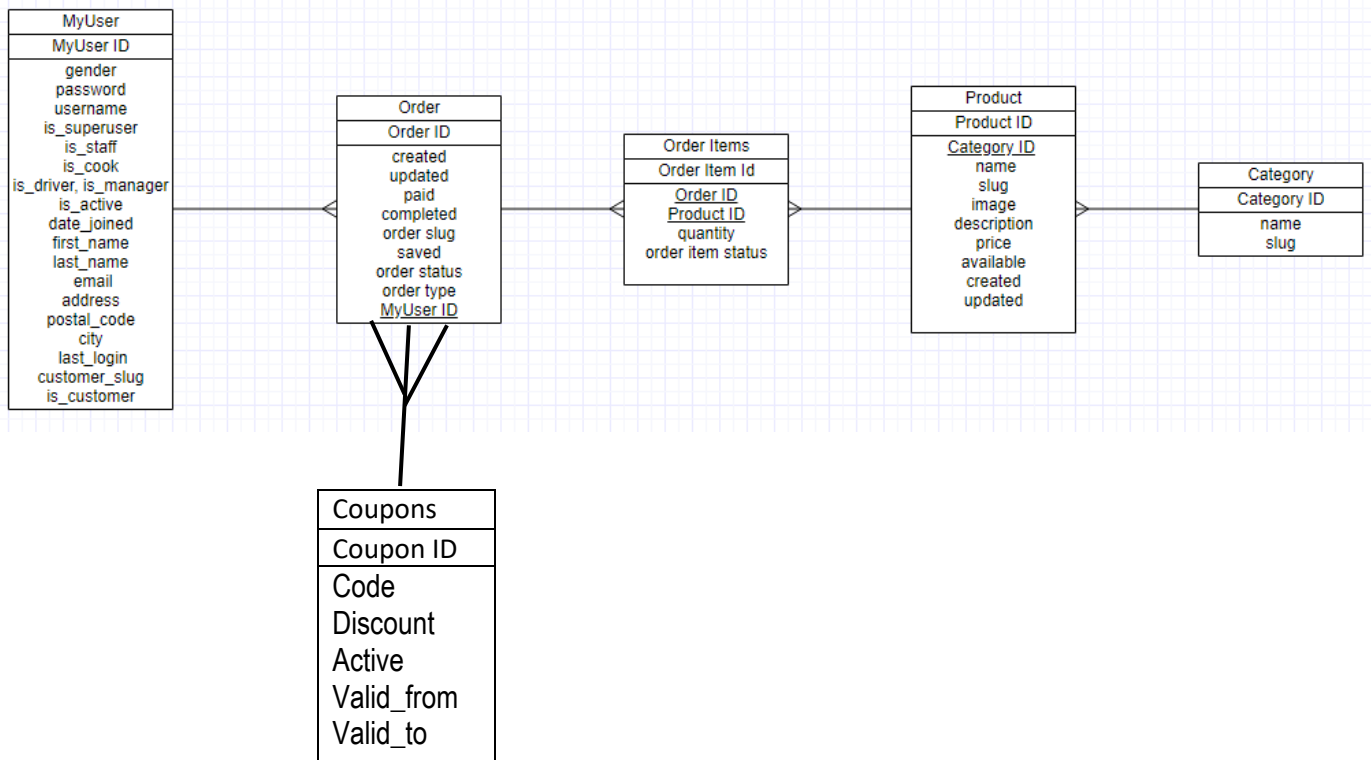 MyUser
MyUser ID
gender
password
username
is_superuser
is_staff
is_cook
is_driver, is_manager
is_active
date_joined
first_name
last_name
email
address
postal_code
city
last_login
customer_slug
is_customer
Order
Order ID
created
updated
paid
completed
order slug
saved
order status
order type
MyUser ID
Order Items
Order Item Id
Order ID
Product ID
quantity
order item status
Product
Product ID
Category ID
name
slug
image
description
price
available
created
updated
Category
Category ID
name
slug
Coupons
Coupon ID
Code
Discount
Active
Valid_from
Valid_to